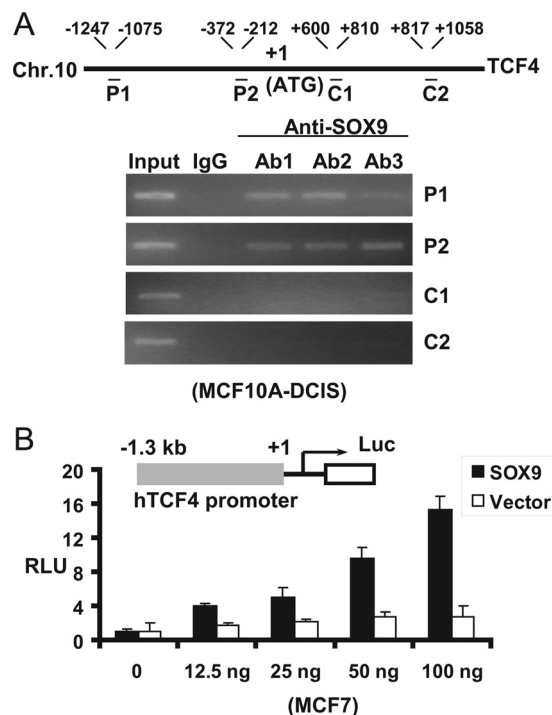 A
-1247 -1075 -372 -212 +600 +810 +817 +1058
+1
Chr.10 TCF4
P1 P2 (ATG) C1 C2
Anti-SOX9
Input IgG Ab1 Ab2 Ab3
P1
P2
C1
C2
(MCF10A-DCIS)
B
-1.3 kb +1 Luc
hTCF4 promoter
SOX9
Vector
RLU
20
16
12
8
4
0
0 12.5 ng 25 ng 50 ng 100 ng
(MCF7)